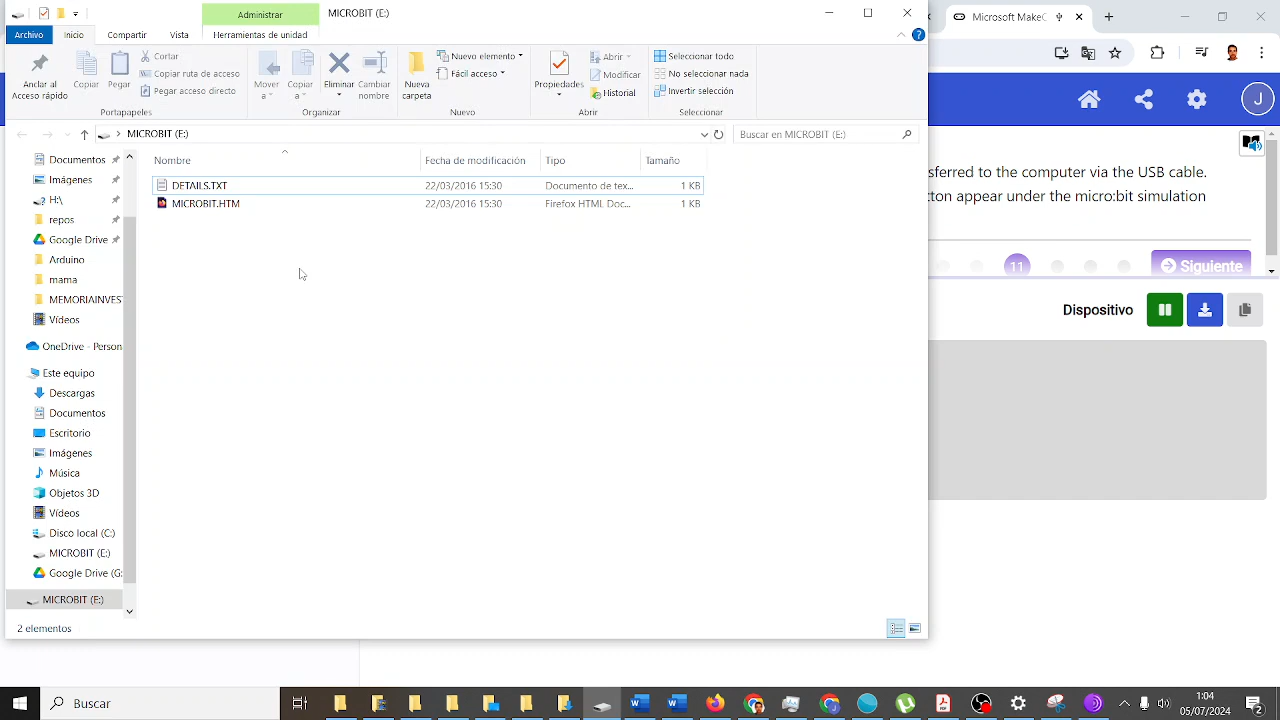 Administrar
MICROBIT (E:)
Microsoft MakeC
Archivo
Inicio
Compartir
Vista
Herramientas de unidad
Anclar al
Acceso rápido
Copiar
Pegar
Cortar
Copiar ruta de acceso
Pegar acceso directo
Portapapeles
Mover
a
Copiar
a
Eliminar
Cambiar
nombre
Organizar
Nueva
carpeta
Nuevo elemento
Fácil acceso
Nuevo
Propiedades
Abrir
Modificar
Historial
Abrir
Seleccionar todo
No seleccionar nada
Invertir selección
Seleccionar
J
MICROBIT (E:)
Buscar en MICROBIT (E:)
Nombre
Fecha de modificación
Tipo
Tamaño
DETAILS.TXT
22/03/2016 15:30
Documento de tex...
1 KB
MICROBIT.HTM
22/03/2016 15:30
Firefox HTML Doc...
1 KB
Documentos
Imágenes
H:\
repos
Google Drive
Arduino
mama
MEMORIAINVEST
Vídeos
OneDrive - Person
Este equipo
Descargas
Documentos
Escritorio
Imágenes
Música
Objetos 3D
Vídeos
Disco local (C:)
MICROBIT (E:)
Google Drive (G:
MICROBIT (E:)
2 elementos
sferred to the computer via the USB cable.
ton appear under the micro:bit simulation
11
Siguiente
Dispositivo
Buscar
1:04
05/07/2024
2